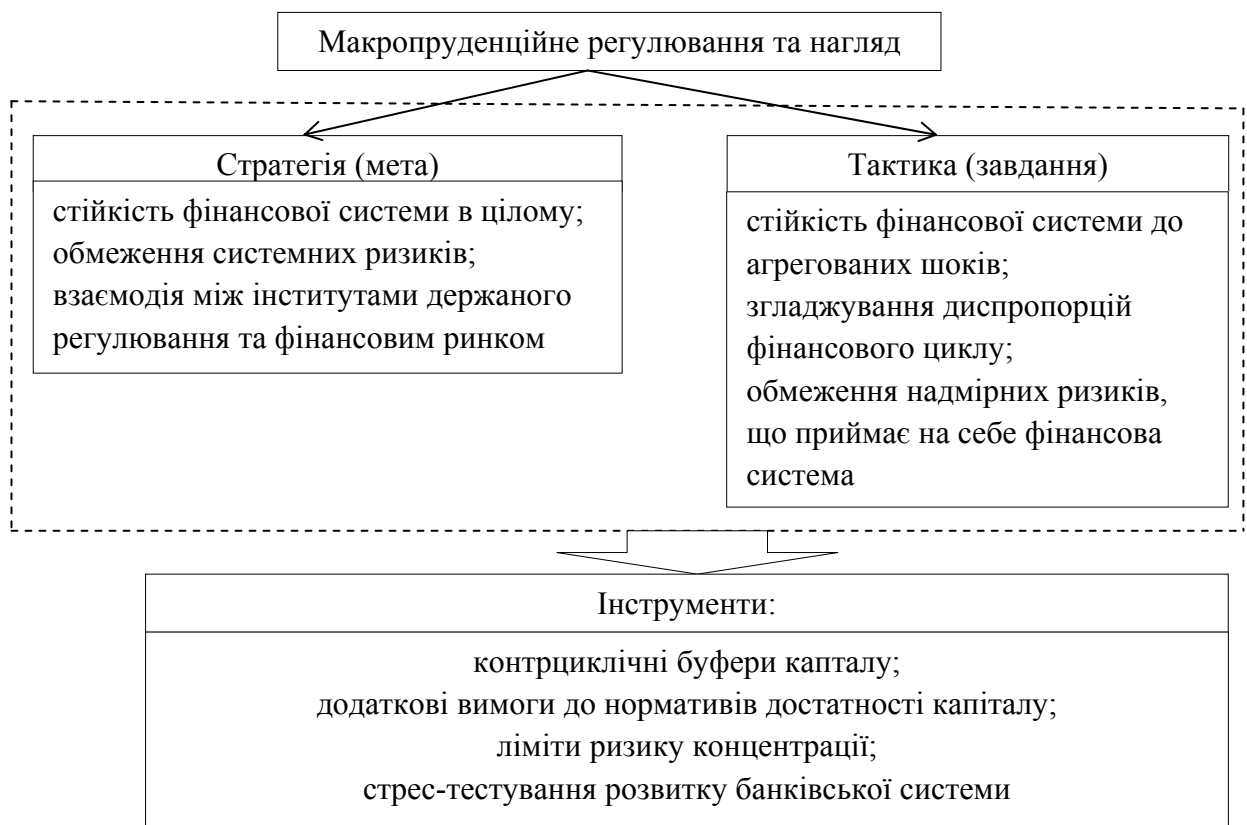 Макропруденційне регулювання та нагляд
Стратегія (мета)
стійкість фінансової системи в цілому;
обмеження системних ризиків;
взаємодія між інститутами держаного
регулювання та фінансовим ринком
Тактика (завдання)
стійкість фінансової системи до
агрегованих шоків;
згладжування диспропорцій
фінансового циклу;
обмеження надмірних ризиків,
що приймає на себе фінансова
система
Інструменти:
контрциклічні буфери капталу;
додаткові вимоги до нормативів достатності капіталу;
ліміти ризику концентрації;
стрес-тестування розвитку банківської системи